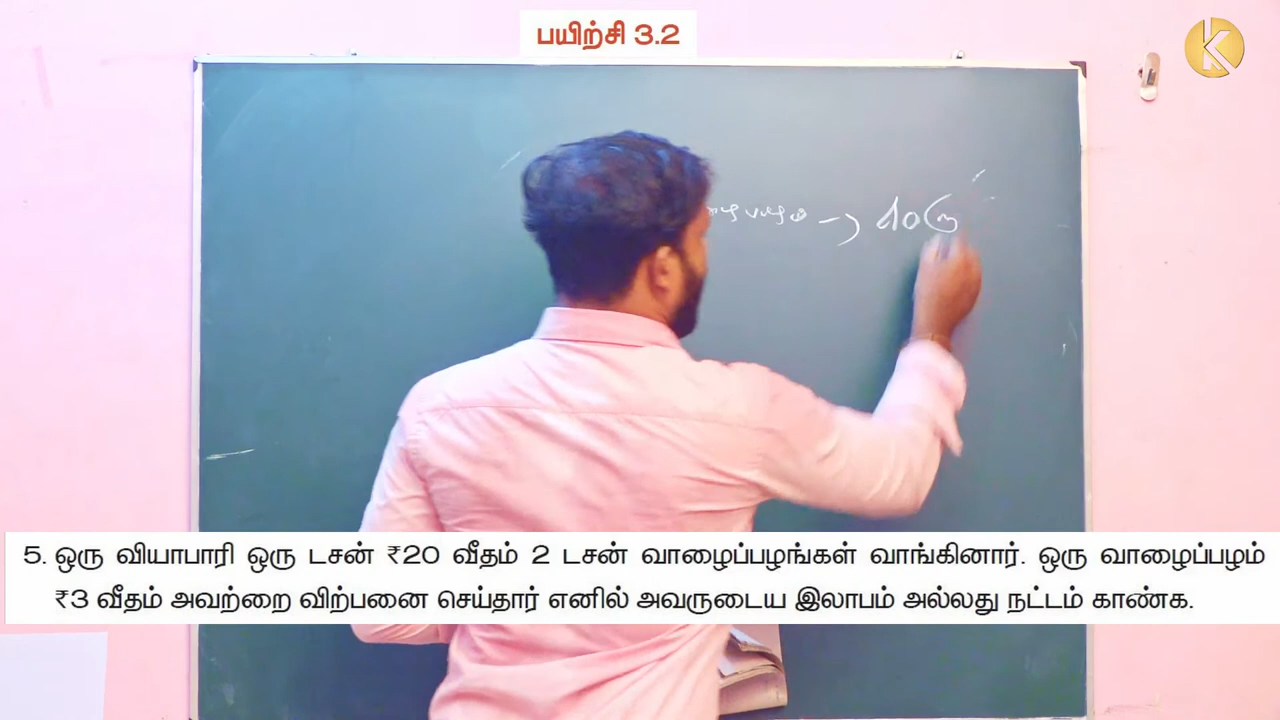 பயிற்சி 3.2
→ 40ரூ
5. ஒரு வியாபாரி ஒரு டசன் ₹20 வீதம் 2 டசன் வாழைப்பழங்கள் வாங்கினார். ஒரு வாழைப்பழம்
₹3 வீதம் அவற்றை விற்பனை செய்தார் எனில் அவருடைய இலாபம் அல்லது நட்டம் காண்க.